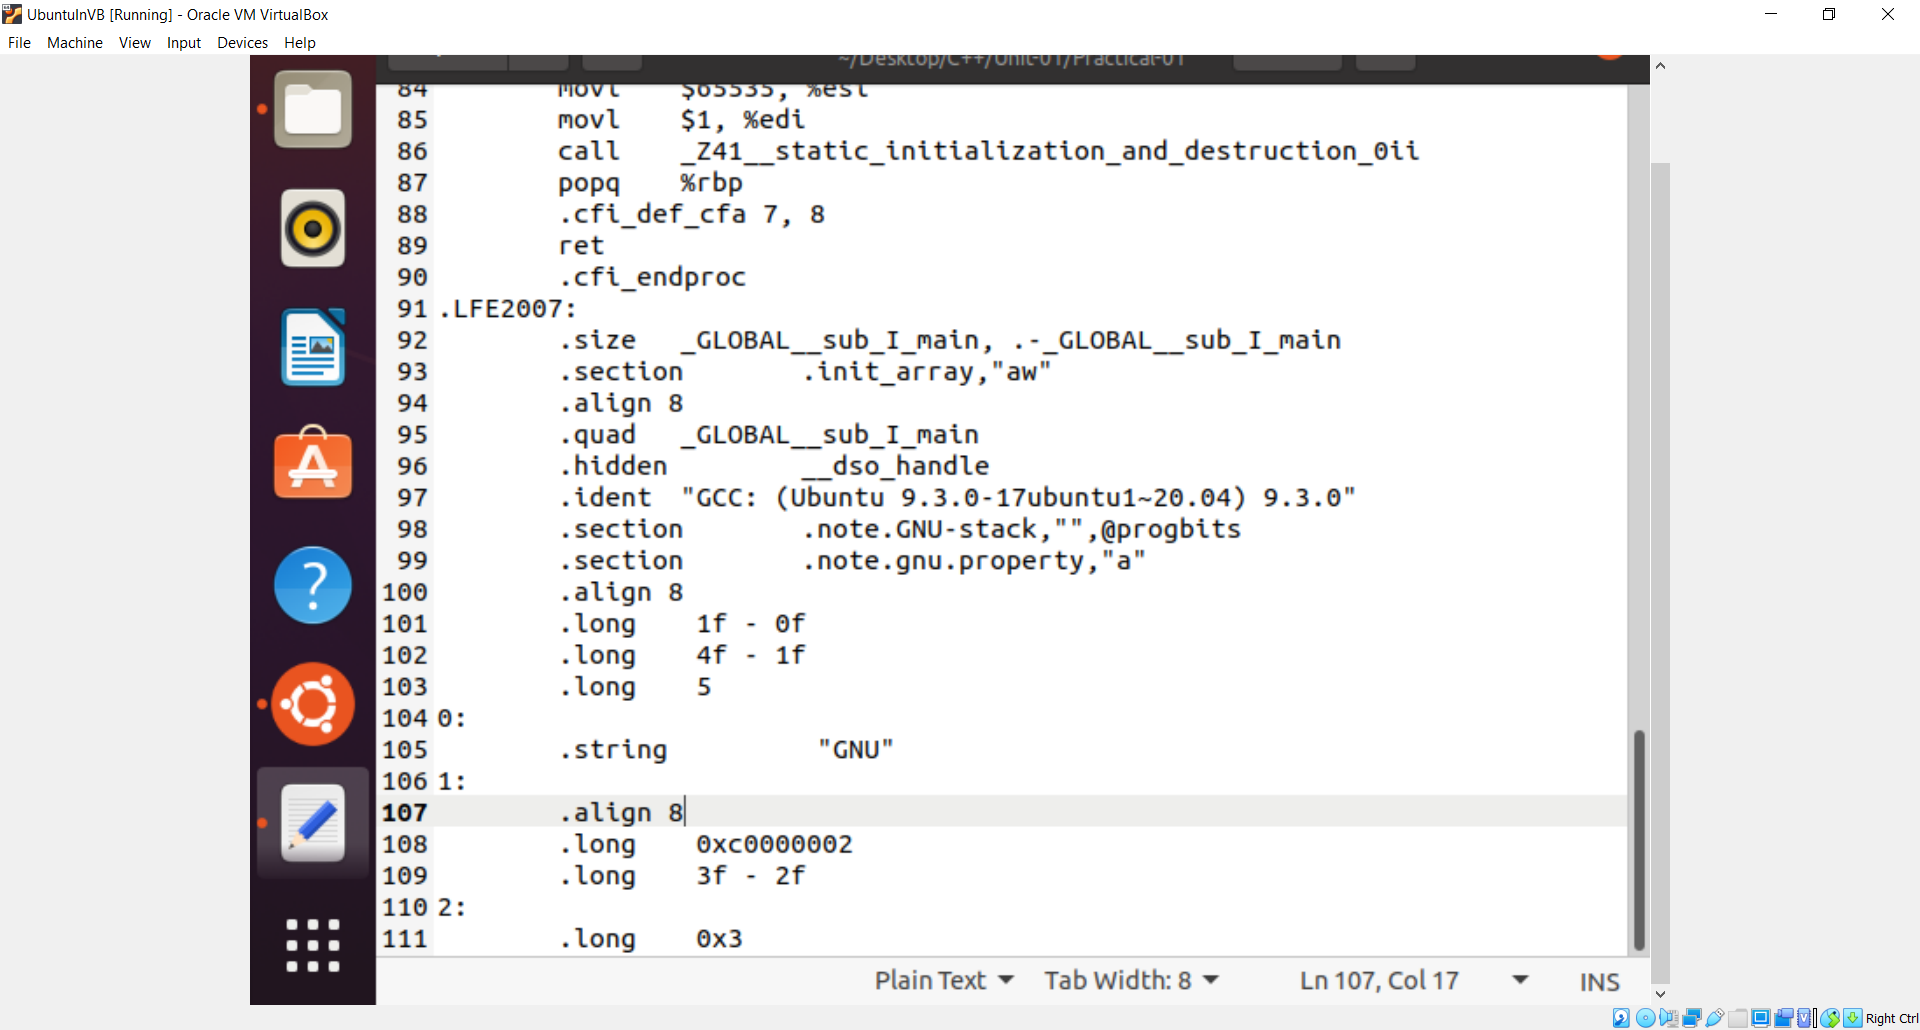 UbuntuInVB [Running] - Oracle VM VirtualBox
File Machine View Input Devices Help
~/Desktop/C++/Unit-01/Practical-01
84 movl $65535, %esi
85 movl $1, %edi
86 call _Z41__static_initialization_and_destruction_0ii
87 popq %rbp
88 .cfi_def_cfa 7, 8
89 ret
90 .cfi_endproc
91 .LFE2007:
92 .size _GLOBAL__sub_I_main, .-_GLOBAL__sub_I_main
93 .section .init_array,"aw"
94 .align 8
95 .quad _GLOBAL__sub_I_main
96 .hidden __dso_handle
97 .ident "GCC: (Ubuntu 9.3.0-17ubuntu1~20.04) 9.3.0"
98 .section .note.GNU-stack,"",@progbits
99 .section .note.gnu.property,"a"
100 .align 8
101 .long 1f - 0f
102 .long 4f - 1f
103 .long 5
104 0:
105 .string "GNU"
106 1:
107 .align 8
108 .long 0xc0000002
109 .long 3f - 2f
110 2:
111 .long 0x3
Plain Text Tab Width: 8 Ln 107, Col 17 INS
Right Ctrl